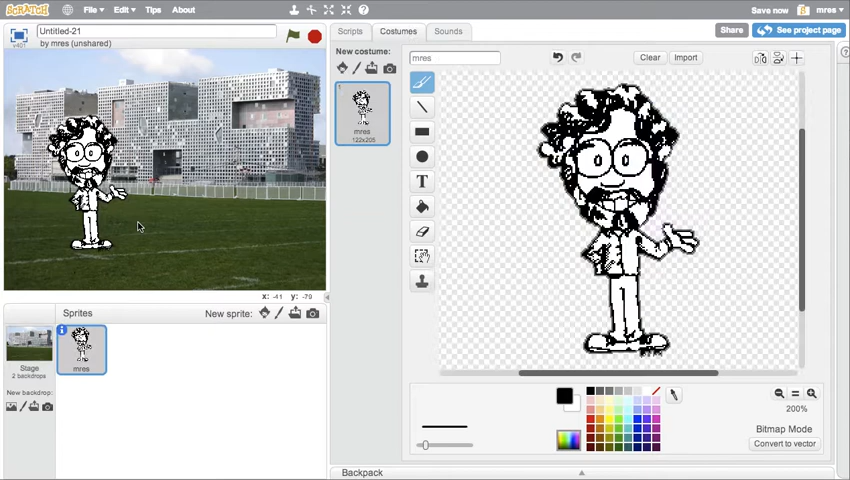 SCRATCH File▾ Edit▾ Tips About Save now mres▾
Untitled-21
by mres (unshared)
v401
Scripts Costumes Sounds
Share See project page
New costume:
mres Clear Import
1
mres
122x205
T
x: -41 y: -79
Sprites New sprite:
Stage
2 backdrops
mres
New backdrop:
200%
Bitmap Mode
Convert to vector
Backpack